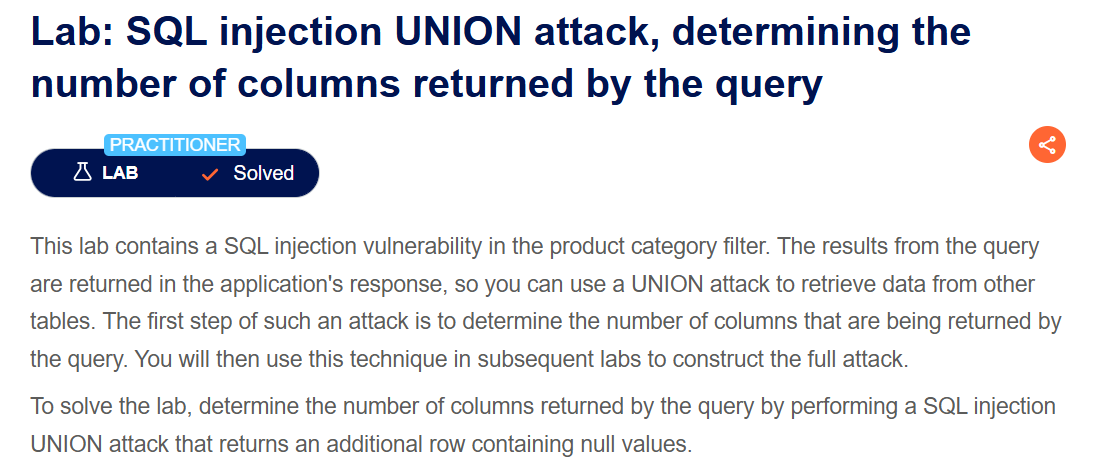 Lab: SQL injection UNION attack, determining the
number of columns returned by the query
PRACTITIONER
LAB
Solved
This lab contains a SQL injection vulnerability in the product category filter. The results from the query
are returned in the application's response, so you can use a UNION attack to retrieve data from other
tables. The first step of such an attack is to determine the number of columns that are being returned by
the query. You will then use this technique in subsequent labs to construct the full attack.
To solve the lab, determine the number of columns returned by the query by performing a SQL injection
UNION attack that returns an additional row containing null values.